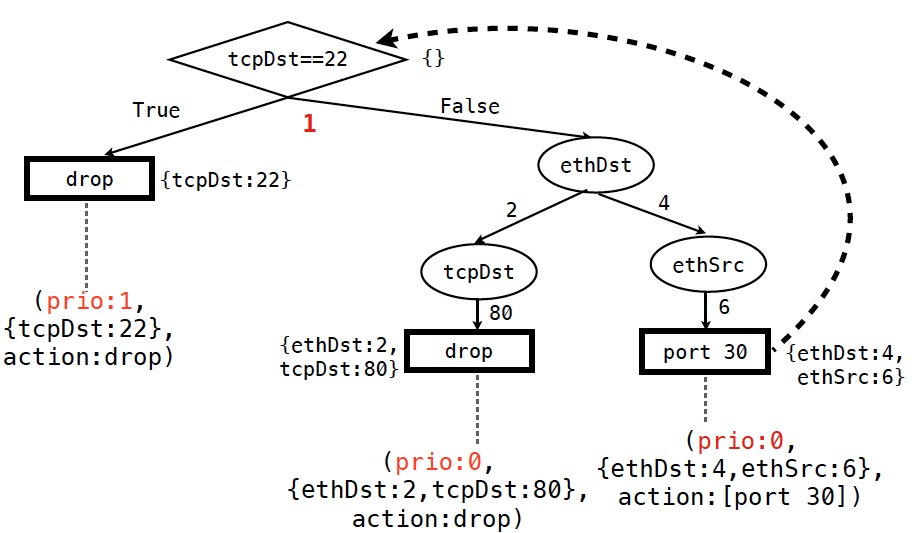 tcpDst==22
{}
True
1
False
drop
{tcpDst:22}
ethDst
2
4
tcpDst
ethSrc
80
6
{ethDst:2,
tcpDst:80}
drop
port 30
{ethDst:4,
ethSrc:6}
(prio:1,
{tcpDst:22},
action:drop)
(prio:0,
{ethDst:2,tcpDst:80},
action:drop)
(prio:0,
{ethDst:4,ethSrc:6},
action:[port 30])